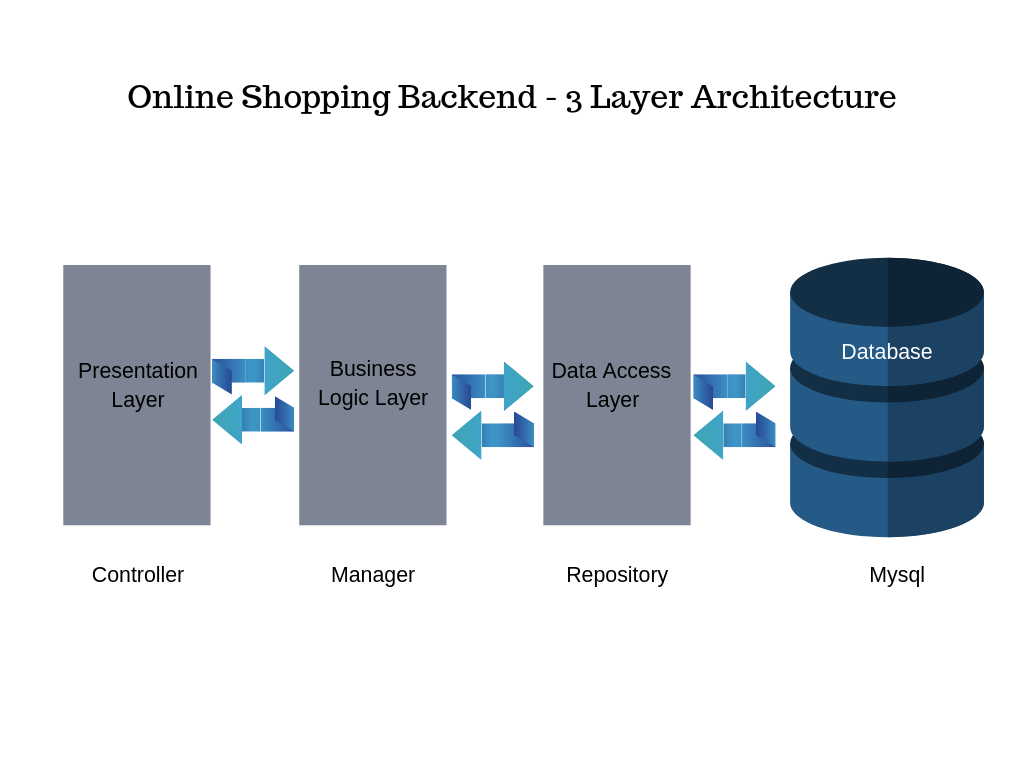 Online Shopping Backend - 3 Layer Architecture
Presentation
Layer
Business
Logic Layer
Data Access
Layer
Database
Controller
Manager
Repository
Mysql